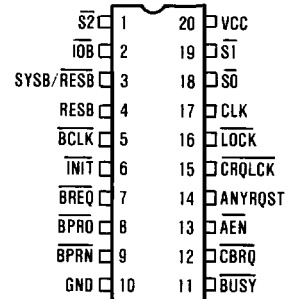 S2 1 20 VCC
IOB 2 19 S1
SYSB/RESB 3 18 S0
RESB 4 17 CLK
BCLK 5 16 LOCK
INIT 6 15 CRQLCK
BREQ 7 14 ANYRQST
BPRO 8 13 AEN
BPRN 9 12 CBRQ
GND 10 11 BUSY